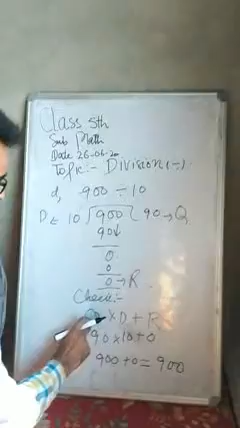 Class 5th
Sub Math
Date 26-06-20
Topic:- Division (÷)
d, 900 ÷ 10
D ← 10 ) 900 ( 90 → Q
90↓
0
0
0 → R
Check:-
Q × D + R
90 × 10 + 0
900 + 0 = 900